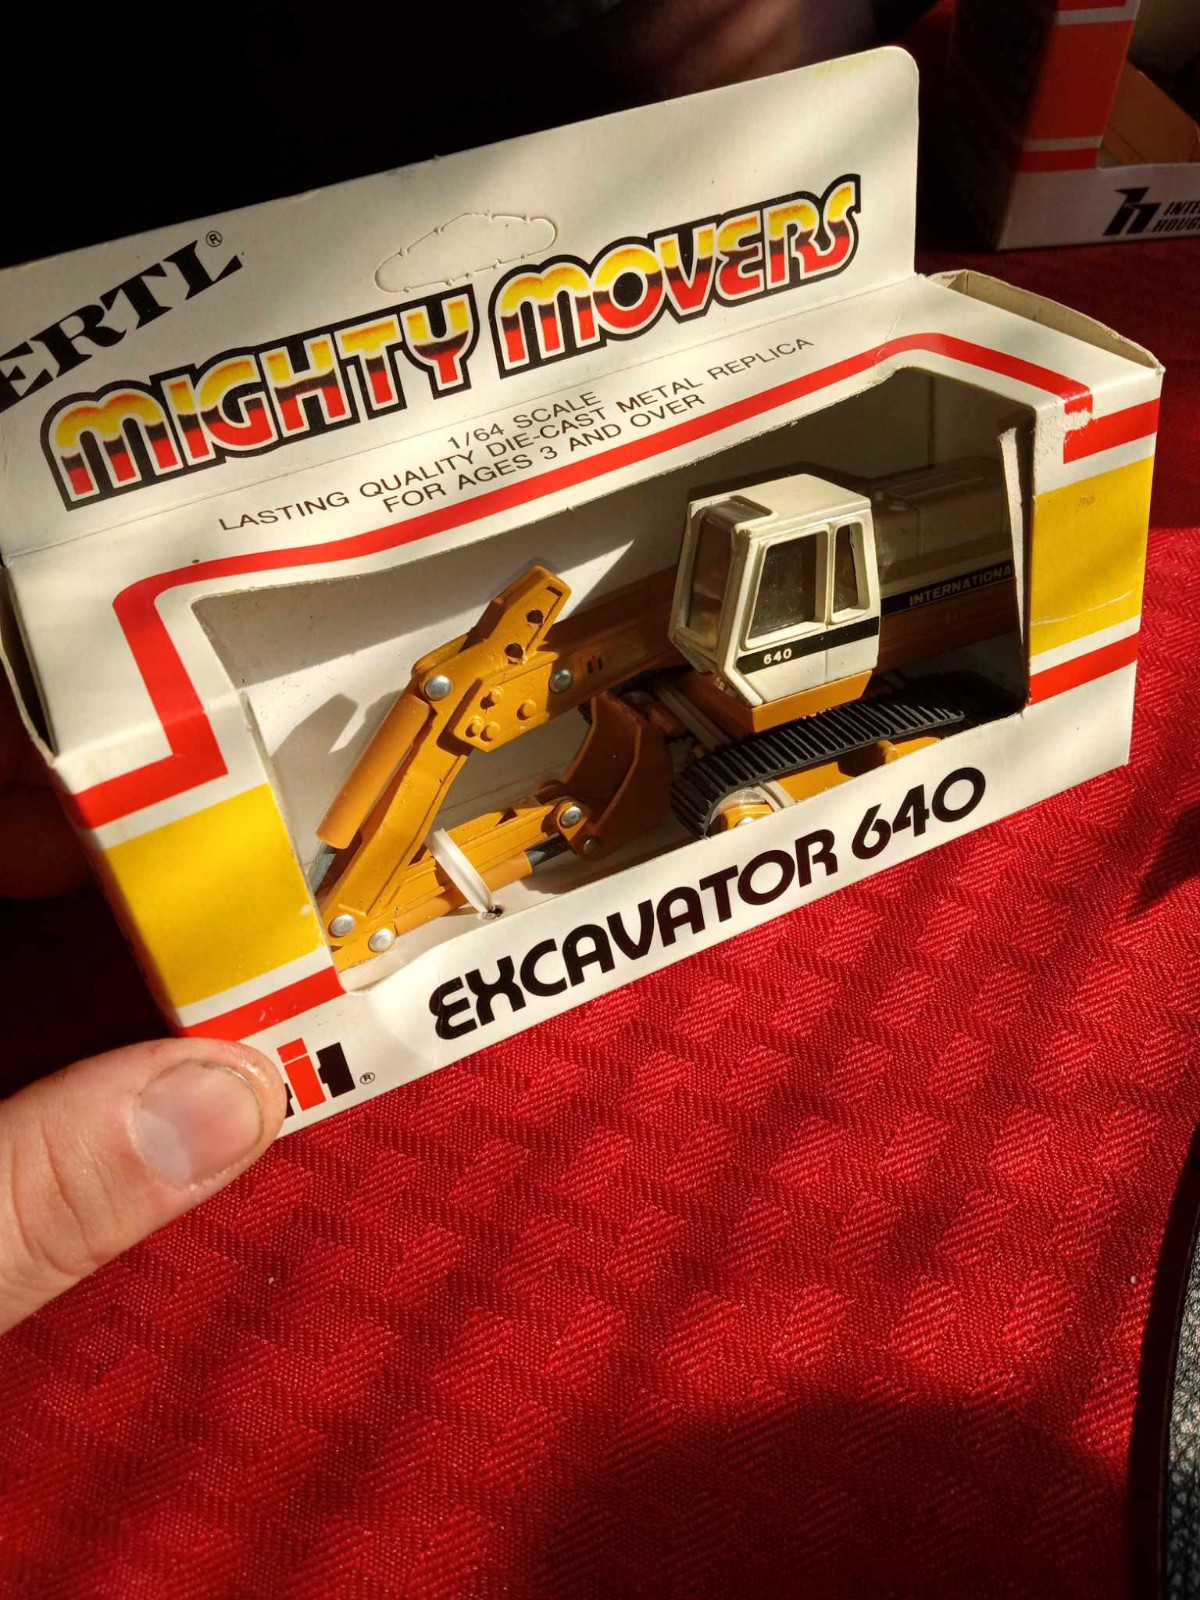 ERTL®
MIGHTY MOVERS
1/64 SCALE
LASTING QUALITY DIE-CAST METAL REPLICA
FOR AGES 3 AND OVER
INTERNATIONA
640
EXCAVATOR 640
®